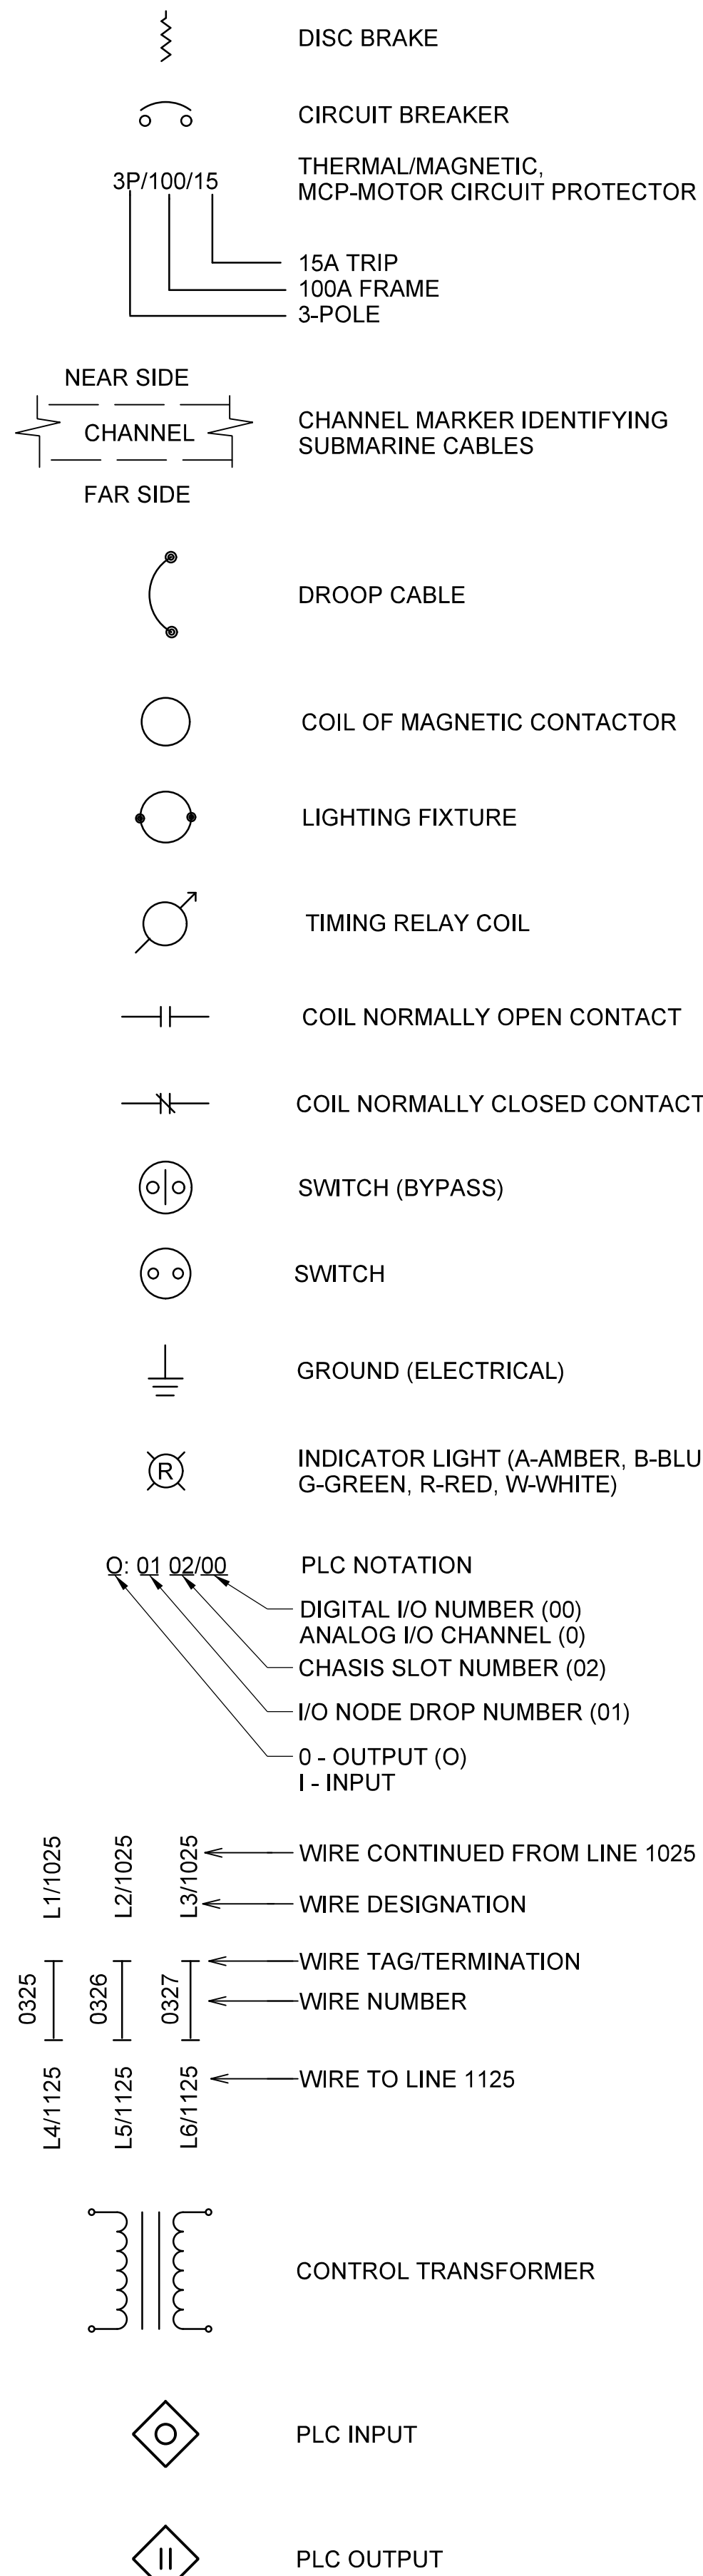 DISC BRAKE
CIRCUIT BREAKER
3P/100/15
THERMAL/MAGNETIC,
MCP-MOTOR CIRCUIT PROTECTOR
15A TRIP
100A FRAME
3-POLE
NEAR SIDE
CHANNEL
FAR SIDE
CHANNEL MARKER IDENTIFYING
SUBMARINE CABLES
DROOP CABLE
COIL OF MAGNETIC CONTACTOR
LIGHTING FIXTURE
TIMING RELAY COIL
COIL NORMALLY OPEN CONTACT
COIL NORMALLY CLOSED CONTACT
SWITCH (BYPASS)
SWITCH
GROUND (ELECTRICAL)
R
INDICATOR LIGHT (A-AMBER, B-BLU
G-GREEN, R-RED, W-WHITE)
O: 01 02/00
PLC NOTATION
DIGITAL I/O NUMBER (00)
ANALOG I/O CHANNEL (0)
CHASIS SLOT NUMBER (02)
I/O NODE DROP NUMBER (01)
0 - OUTPUT (O)
I - INPUT
L1/1025
L2/1025
L3/1025
WIRE CONTINUED FROM LINE 1025
WIRE DESIGNATION
0325
0326
0327
WIRE TAG/TERMINATION
WIRE NUMBER
L4/1125
L5/1125
L6/1125
WIRE TO LINE 1125
CONTROL TRANSFORMER
PLC INPUT
PLC OUTPUT